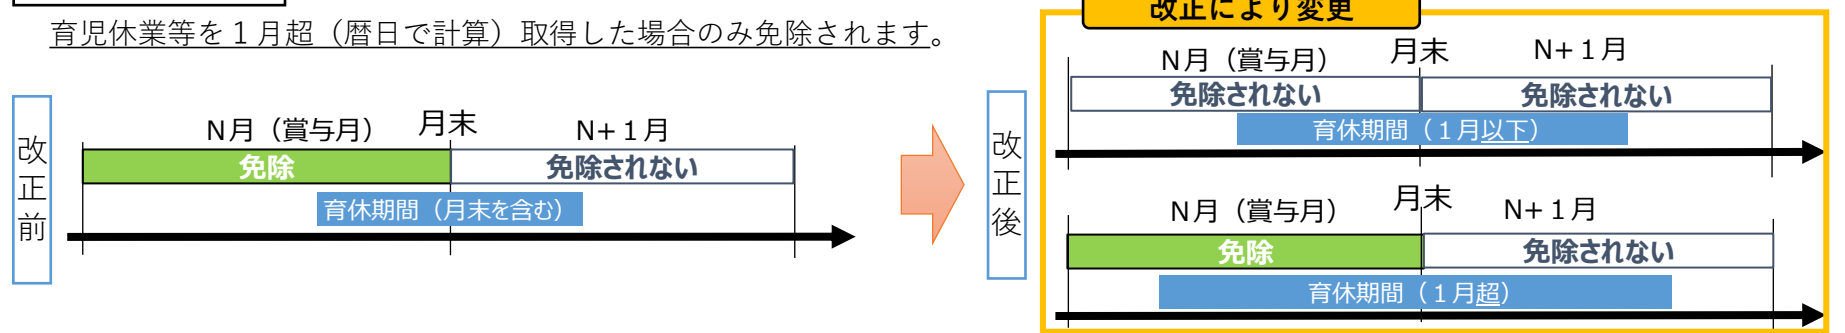 育児休業等を１月超（暦日で計算）取得した場合のみ免除されます。
改正前
N月（賞与月）
月末
N+１月
免除
免除されない
育休期間（月末を含む）
改正により変更
改正後
N月（賞与月）
月末
N+１月
免除されない
免除されない
育休期間（１月以下）
N月（賞与月）
月末
N+１月
免除
免除されない
育休期間（１月超）